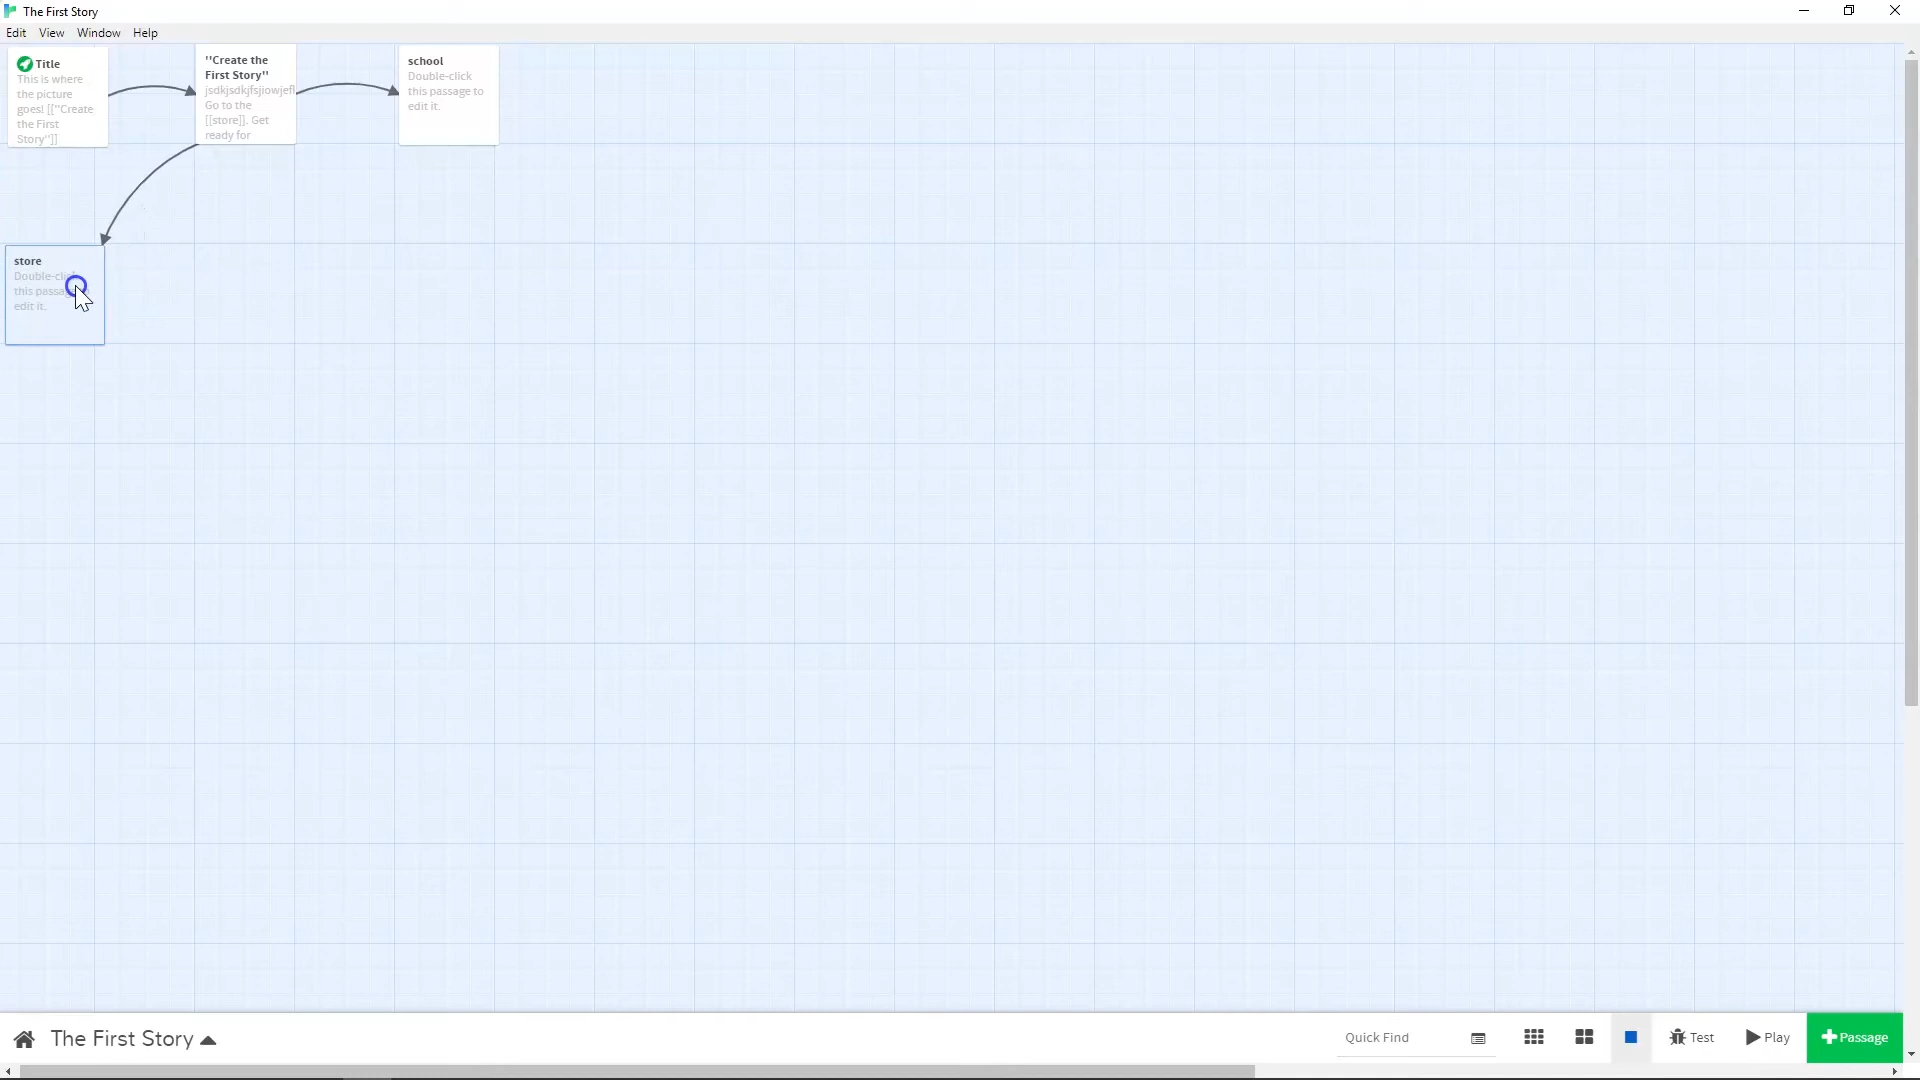 The First Story
Edit View Window Help
Title
This is where
the picture
goes! [[''Create
the First
Story'']]
''Create the
First Story''
jsdkjsdkjfsjiowjefl
Go to the
[[store]]. Get
ready for
school
Double-click
this passage to
edit it.
store
Double-click
this passage
edit it.
The First Story
Quick Find
Test
Play
Passage